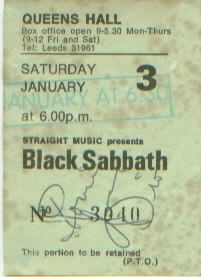 QUEENS HALL
Box office open 9-5.30 Mon-Thurs
(9-12 Fri and Sat)
Tel: Leeds 31961
SATURDAY
JANUARY 3
JANUARY AT 6.30
at 6.00p.m.
STRAIGHT MUSIC presents
Black Sabbath
Nº 3040
This portion to be retained
(P.T.O.)